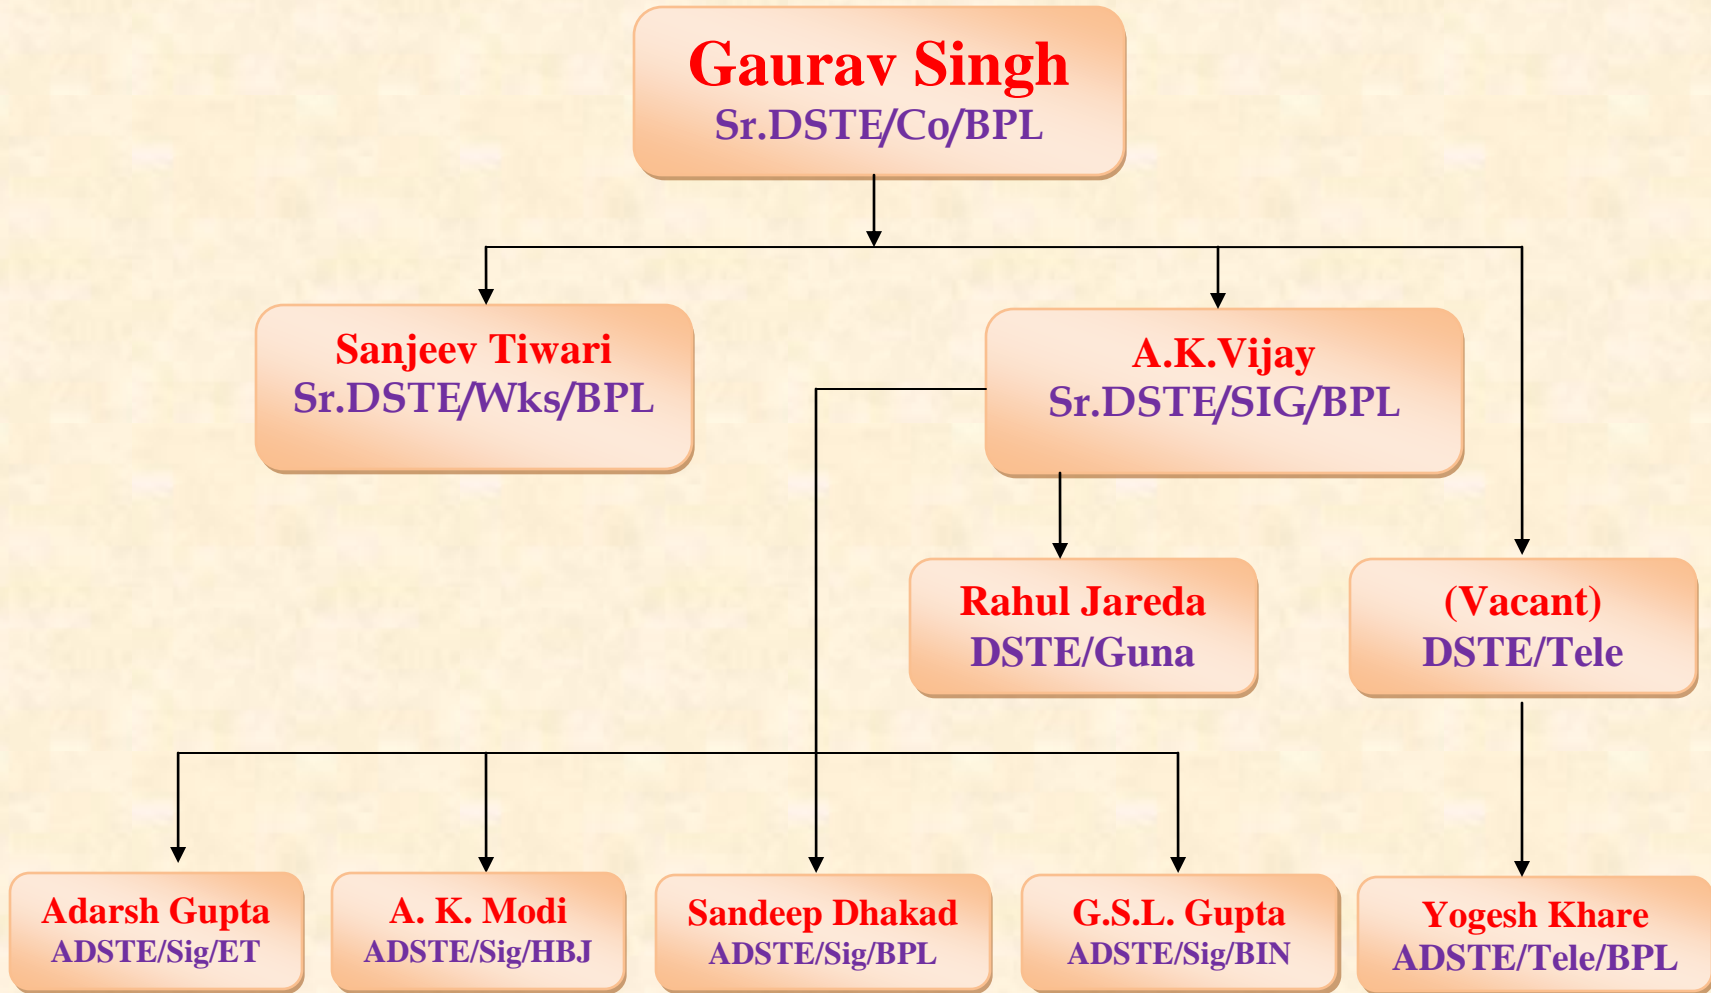 Gaurav Singh
Sr.DSTE/Co/BPL
Sanjeev Tiwari
Sr.DSTE/Wks/BPL
A.K.Vijay
Sr.DSTE/SIG/BPL
Rahul Jareda
DSTE/Guna
(Vacant)
DSTE/Tele
Adarsh Gupta
ADSTE/Sig/ET
A. K. Modi
ADSTE/Sig/HBJ
Sandeep Dhakad
ADSTE/Sig/BPL
G.S.L. Gupta
ADSTE/Sig/BIN
Yogesh Khare
ADSTE/Tele/BPL